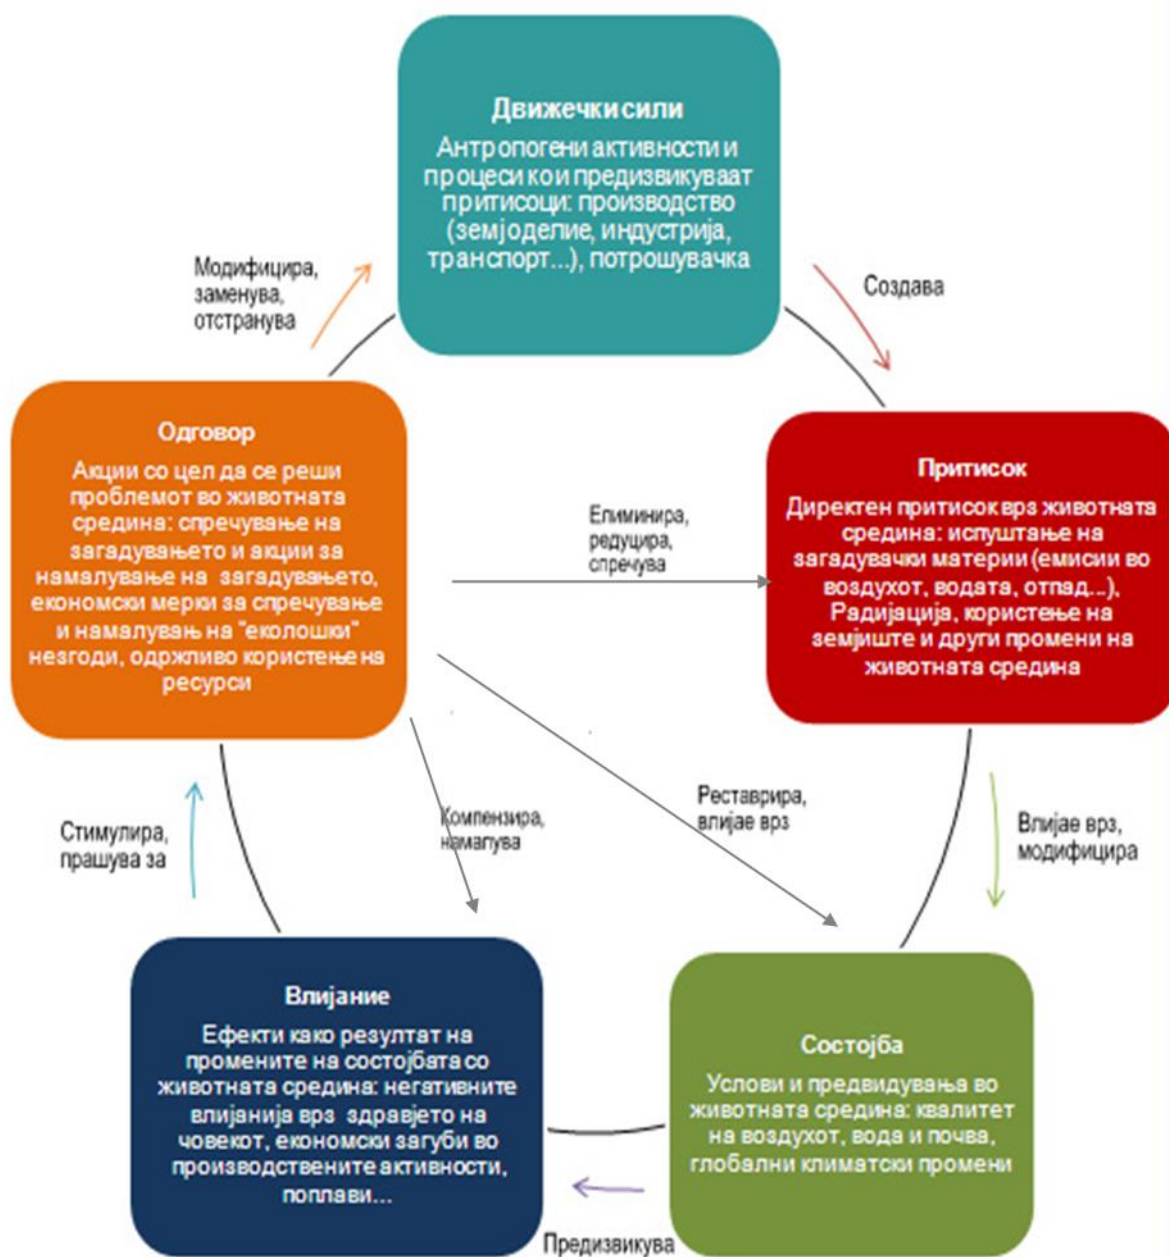 Движечки сили
Антропогени активности и
процеси кои предизвикуваат
притисоци: производство
(земјоделие, индустрија,
транспорт...), потрошувачка
Модифицира,
заменува,
отстранува
Создава
Одговор
Акции со цел да се реши
проблемот во животната
средина: спречување на
загадувањето и акции за
намалување на загадувањето,
економски мерки за спречување
и намалувањ на "еколошки"
незгоди, одржливо користење на
ресурси
Елиминира,
редуцира,
спречува
Притисок
Директен притисок врз животната
средина: испуштање на
загадувачки материи (емисии во
воздухот, водата, отпад...),
Радијација, користење на
земјиште и други промени на
животната средина
Стимулира,
прашува за
Компензира,
намалува
Реставрира,
влијае врз
Влијае врз,
модифицира
Влијание
Ефекти како резултат на
промените на состојбата со
животната средина: негативните
влијанија врз здравјето на
човекот, економски загуби во
производствените активности,
поплави...
Состојба
Услови и предвидувања во
животната средина: квалитет
на воздухот, вода и почва,
глобални климатски промени
Предизвикува